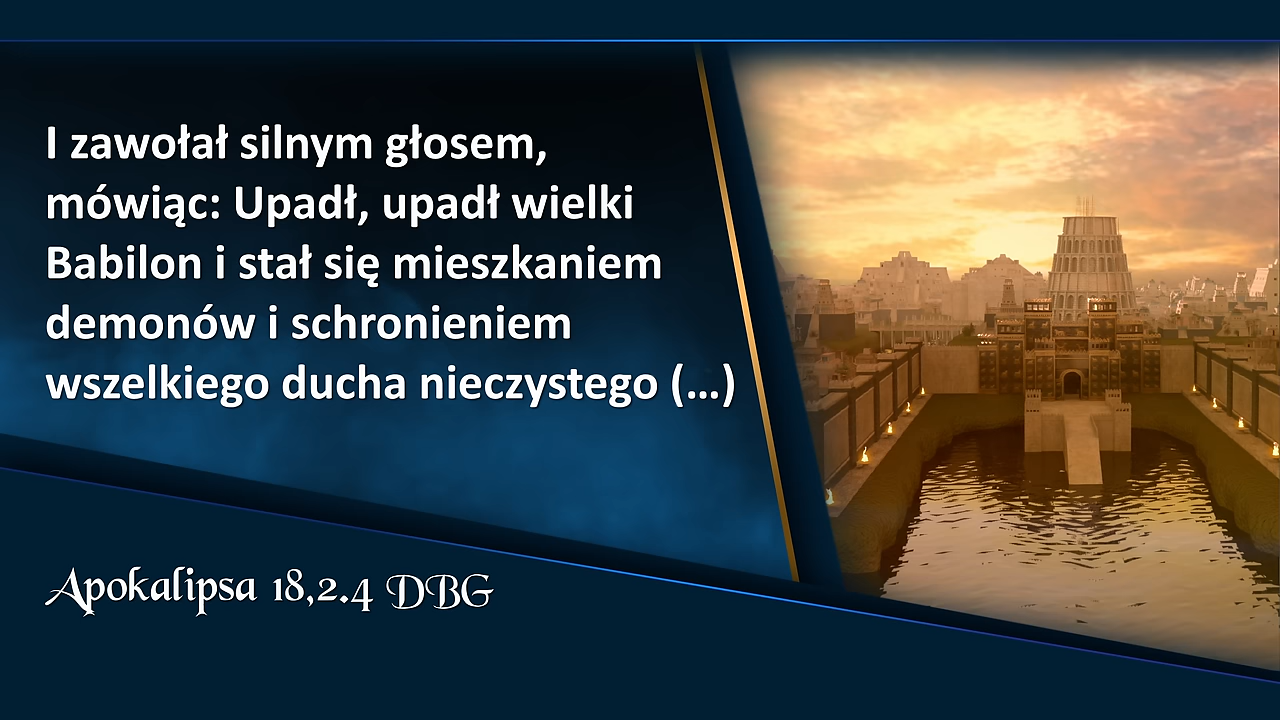 I zawołał silnym głosem,
mówiąc: Upadł, upadł wielki
Babilon i stał się mieszkaniem
demonów i schronieniem
wszelkiego ducha nieczystego (...)
Apokalipsa 18,2.4 DBG